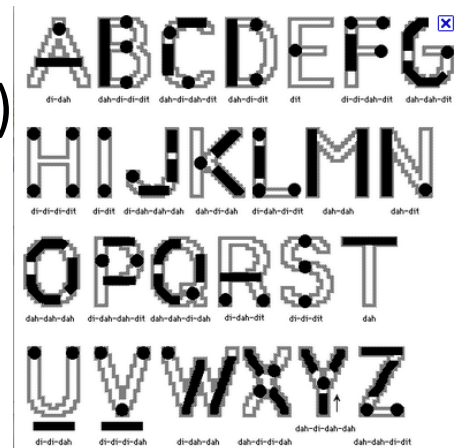 )
A B C D E F G
di-dah dah-di-di-dit dah-di-dah-dit dah-di-dit dit di-di-dah-dit dah-dah-dit
H I J K L M N
di-di-di-dit di-dit di-dah-dah-dah dah-di-dah di-dah-di-dit dah-dah dah-dit
O P Q R S T
dah-dah-dah di-dah-dah-dit dah-dah-di-dah di-dah-dit di-di-dit dah
U V W X Y Z
di-di-dah di-di-di-dah di-dah-dah dah-di-di-dah dah-di-dah-dah dah-dah-di-dit